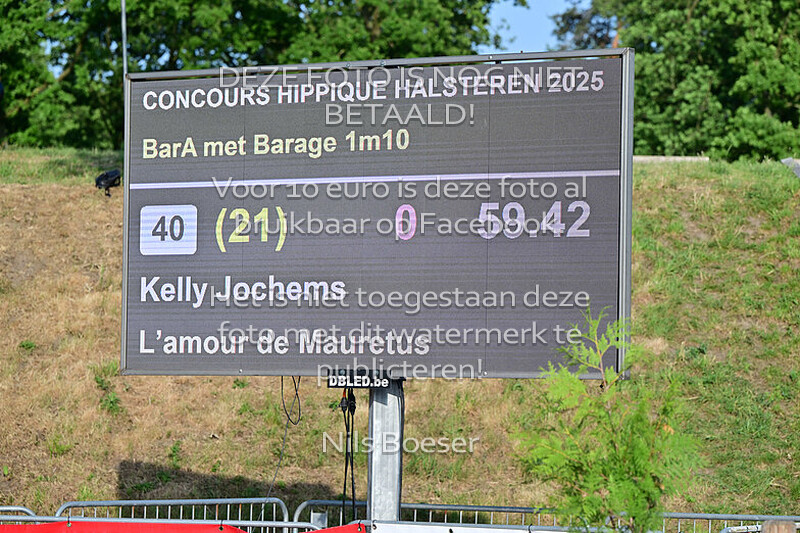 DEZE FOTO IS NOG NIET
CONCOURS HIPPIQUE HALSTEREN 2025
BETAALD!
BarA met Barage 1m10
Voor 10 euro is deze foto al
40 (21) 0 59.42
bruikbaar op Facebook!
Kelly Jochems
Het is niet toegestaan deze
foto met dit watermerk te
L'amour de Mauretus
publiceren!
DBLED.be
Nils Boeser